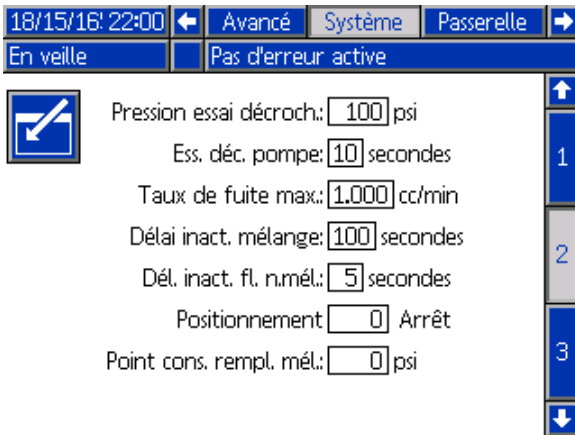 18/15/16! 22:00 Avancé Système Passerelle
En veille Pas d'erreur active
Pression essai décroch.: 100 psi
1
Ess. déc. pompe: 10 secondes
Taux de fuite max.: 1.000 cc/min
Délai inact. mélange: 100 secondes
2
Dél. inact. fl. n.mél.: 5 secondes
Positionnement 0 Arrêt
Point cons. rempl. mél.: 0 psi
3